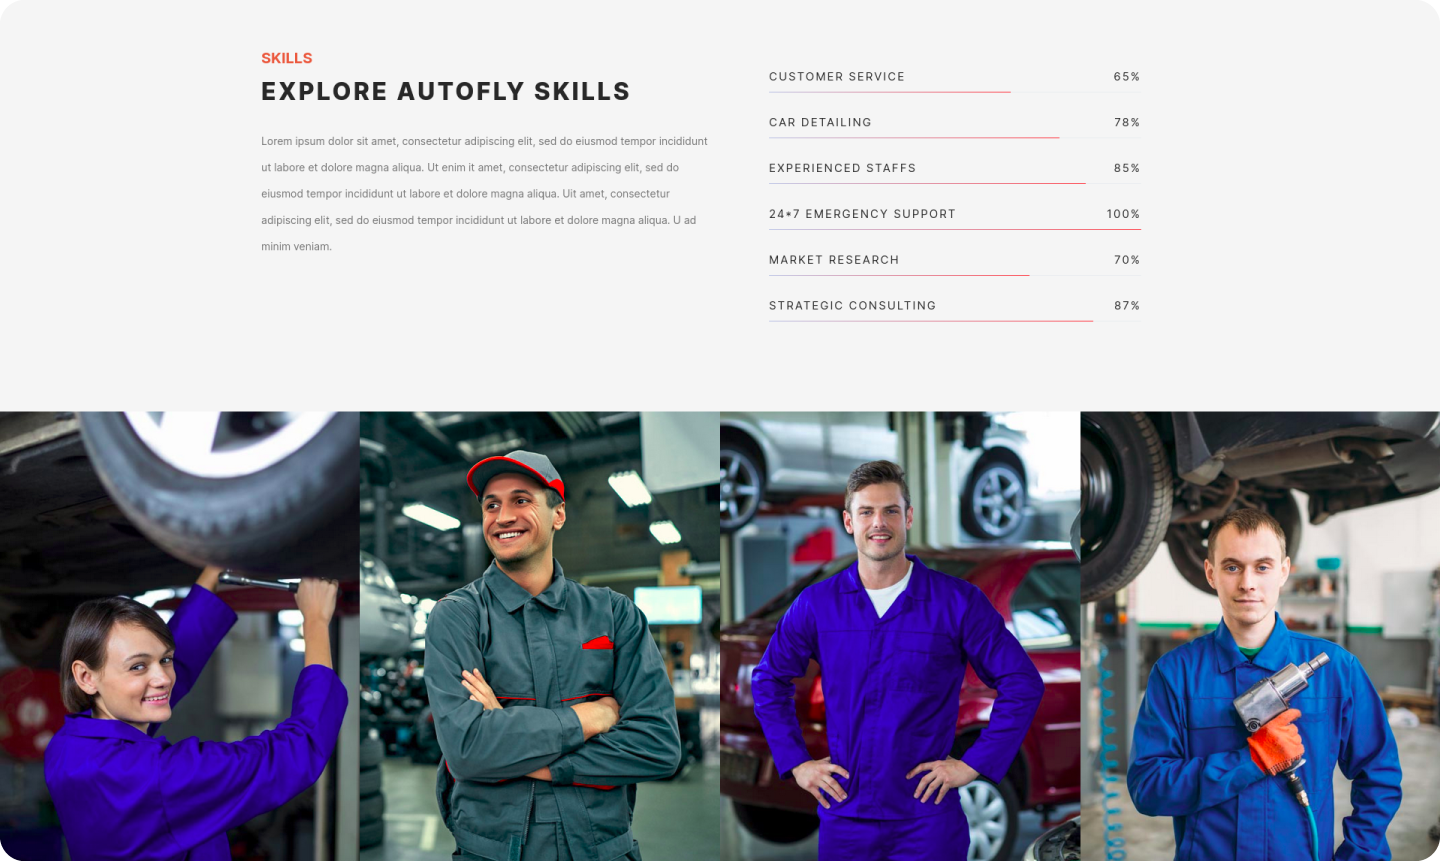 SKILLS
EXPLORE AUTOFLY SKILLS
Lorem ipsum dolor sit amet, consectetur adipiscing elit, sed do eiusmod tempor incididunt
ut labore et dolore magna aliqua. Ut enim it amet, consectetur adipiscing elit, sed do
eiusmod tempor incididunt ut labore et dolore magna aliqua. Uit amet, consectetur
adipiscing elit, sed do eiusmod tempor incididunt ut labore et dolore magna aliqua. U ad
minim veniam.
CUSTOMER SERVICE 65%
CAR DETAILING 78%
EXPERIENCED STAFFS 85%
24*7 EMERGENCY SUPPORT 100%
MARKET RESEARCH 70%
STRATEGIC CONSULTING 87%